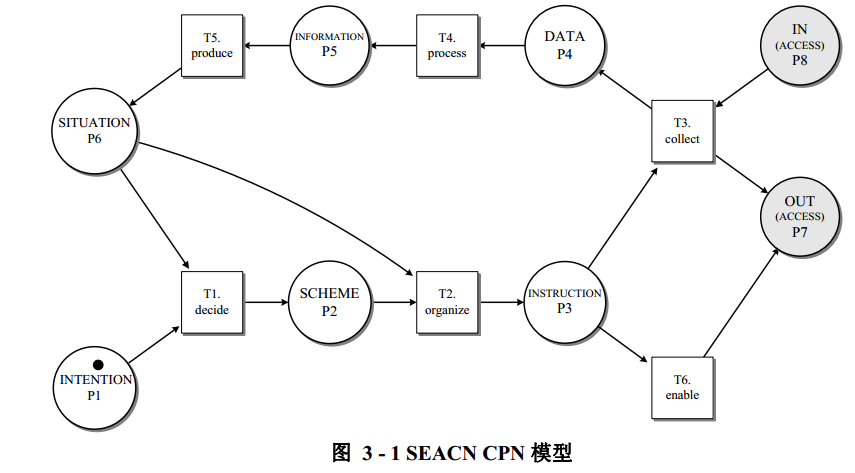 T5.
produce
INFORMATION
P5
T4.
process
DATA
P4
IN
(ACCESS)
P8
SITUATION
P6
T3.
collect
OUT
(ACCESS)
P7
T1.
decide
SCHEME
P2
T2.
organize
INSTRUCTION
P3
INTENTION
P1
T6.
enable
图 3 - 1 SEACN CPN 模型